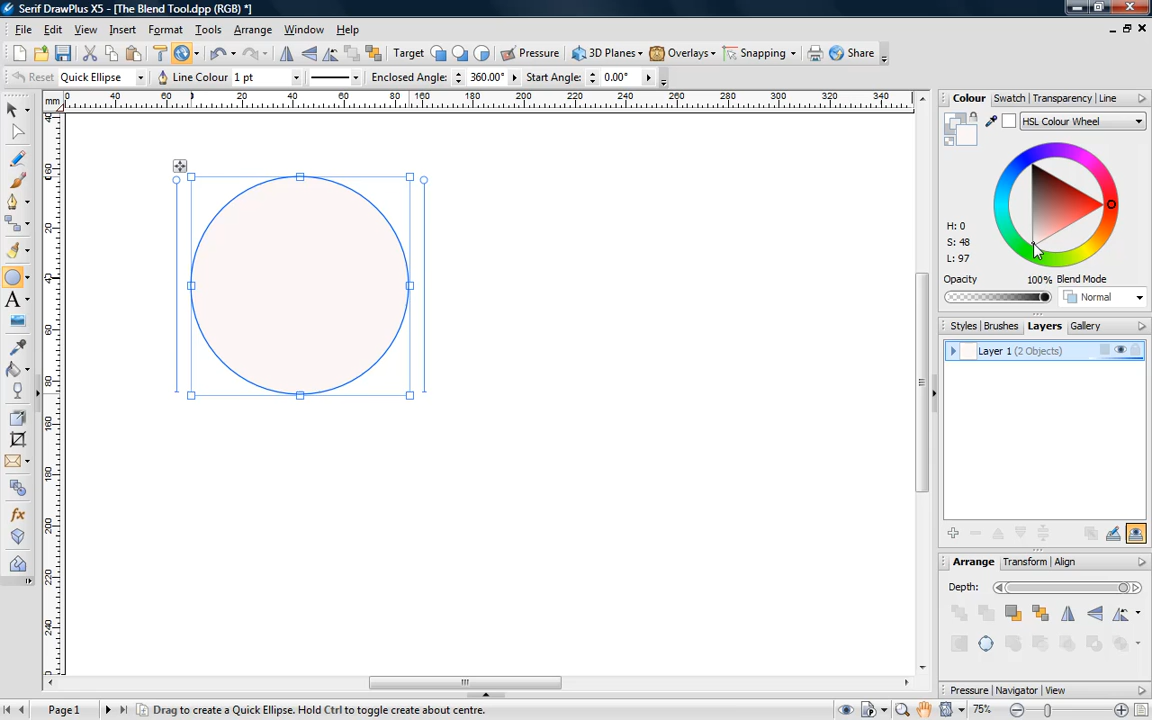 Serif DrawPlus X5 - [The Blend Tool.dpp (RGB) *]
File Edit View Insert Format Tools Arrange Window Help
Target Pressure 3D Planes Overlays Snapping Share
Reset Quick Ellipse Line Colour 1 pt Enclosed Angle: 360.00° Start Angle: 0.00°
Colour Swatch Transparency Line
HSL Colour Wheel
H: 0
S: 48
L: 97
Opacity 100% Blend Mode
Normal
Styles Brushes Layers Gallery
Layer 1 (2 Objects)
Arrange Transform Align
Depth:
Pressure Navigator View
Page 1 Drag to create a Quick Ellipse. Hold Ctrl to toggle create about centre. 75%